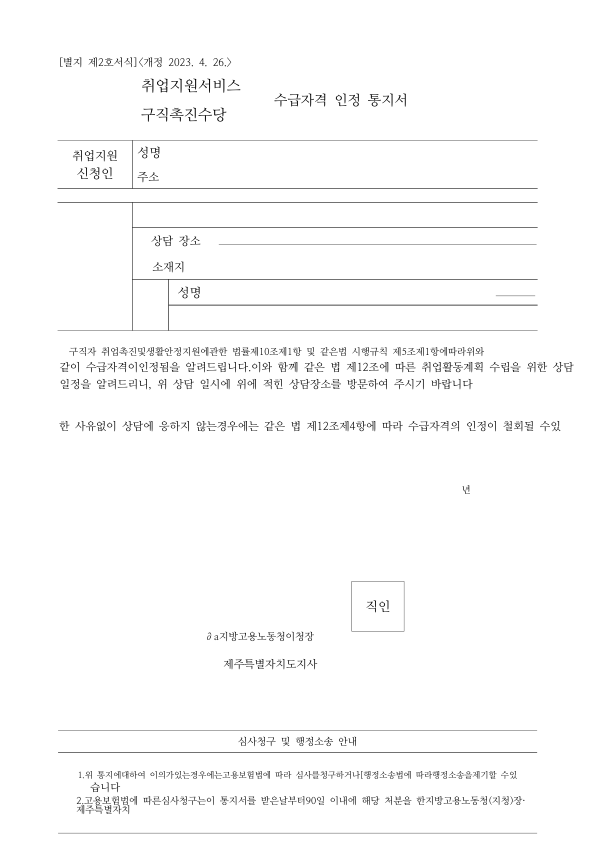 [별지 제2호서식]<개정 2023. 4. 26.>
취업지원서비스
구직촉진수당
수급자격 인정 통지서
취업지원
신청인
성명
주소
상담 장소
소재지
성명
구직자 취업촉진및생활안정지원에관한 법률제10조제1항 및 같은법 시행규칙 제5조제1항에따라위와
같이 수급자격이인정됨을 알려드립니다.이와 함께 같은 법 제12조에 따른 취업활동계획 수립을 위한 상담
일정을 알려드리니, 위 상담 일시에 위에 적힌 상담장소를 방문하여 주시기 바랍니다
한 사유없이 상담에 응하지 않는경우에는 같은 법 제12조제4항에 따라 수급자격의 인정이 철회될 수있
년
직인
∂a지방고용노동청이청장
제주특별자치도지사
심사청구 및 행정소송 안내
1.위 통지에대하여 이의가있는경우에는고용보험법에 따라 심사를청구하거나[행정소송법에 따라행정소송을제기할 수있
습니다
2.고용보험법에 따른심사청구는이 통지서를 받은날부터90일 이내에 해당 처분을 한지방고용노동청(지청)장·
제주특별자치